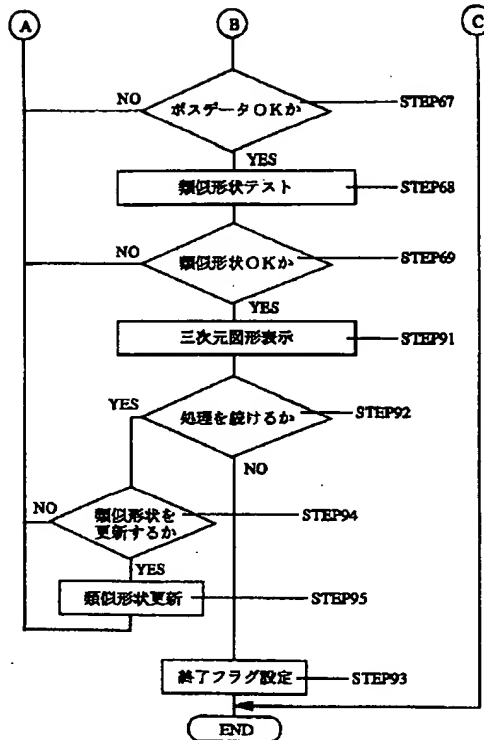 A
B
C
NO
ボスデータOKか
STEP67
YES
類似形状テスト
STEP68
NO
類似形状OKか
STEP69
YES
三次元図形表示
STEP91
YES
処理を続けるか
STEP92
NO
NO
類似形状を
更新するか
STEP94
YES
類似形状更新
STEP95
終了フラグ設定
STEP93
END